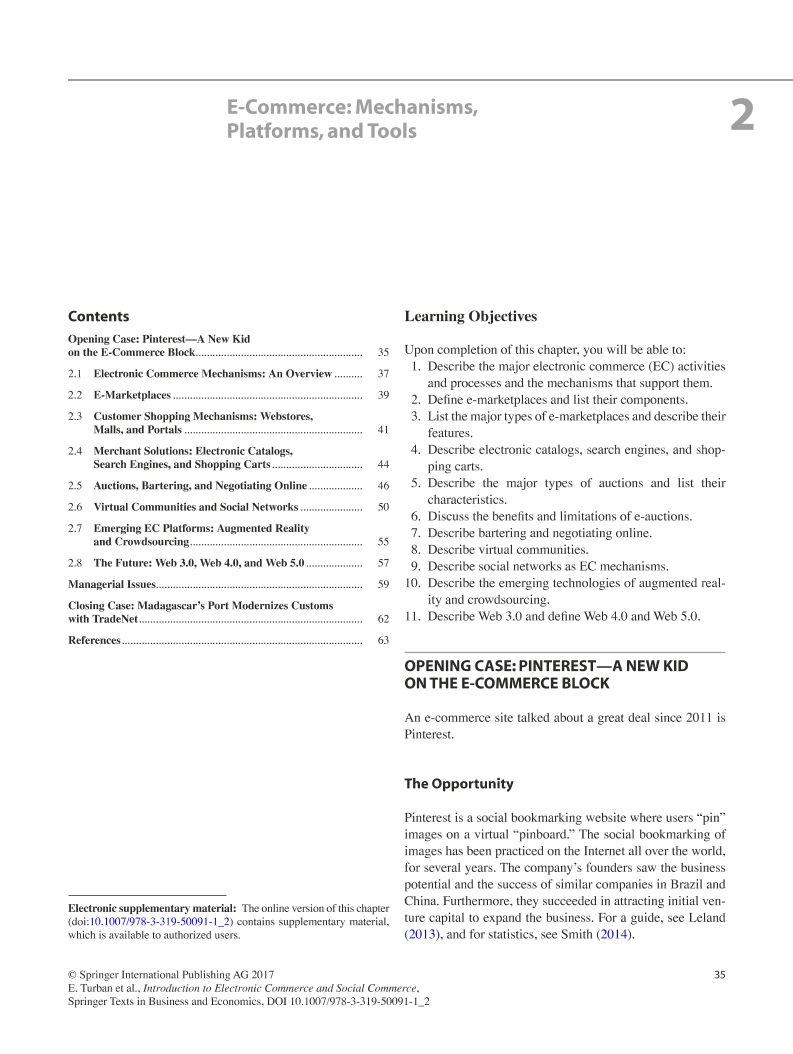 E-Commerce: Mechanisms,
Platforms, and Tools
2
Contents
Opening Case: Pinterest—A New Kid
on the E-Commerce Block............................................................ 35
2.1 Electronic Commerce Mechanisms: An Overview .......... 37
2.2 E-Marketplaces .................................................................... 39
2.3 Customer Shopping Mechanisms: Webstores,
Malls, and Portals ................................................................ 41
2.4 Merchant Solutions: Electronic Catalogs,
Search Engines, and Shopping Carts ................................ 44
2.5 Auctions, Bartering, and Negotiating Online ................... 46
2.6 Virtual Communities and Social Networks ...................... 50
2.7 Emerging EC Platforms: Augmented Reality
and Crowdsourcing.............................................................. 55
2.8 The Future: Web 3.0, Web 4.0, and Web 5.0 .................... 57
Managerial Issues......................................................................... 59
Closing Case: Madagascar’s Port Modernizes Customs
with TradeNet............................................................................... 62
References ..................................................................................... 63
Electronic supplementary material: The online version of this chapter
(doi:10.1007/978-3-319-50091-1_2) contains supplementary material,
which is available to authorized users.
Learning Objectives
Upon completion of this chapter, you will be able to:
1. Describe the major electronic commerce (EC) activities
and processes and the mechanisms that support them.
2. Define e-marketplaces and list their components.
3. List the major types of e-marketplaces and describe their
features.
4. Describe electronic catalogs, search engines, and shop-
ping carts.
5. Describe the major types of auctions and list their
characteristics.
6. Discuss the benefits and limitations of e-auctions.
7. Describe bartering and negotiating online.
8. Describe virtual communities.
9. Describe social networks as EC mechanisms.
10. Describe the emerging technologies of augmented real-
ity and crowdsourcing.
11. Describe Web 3.0 and define Web 4.0 and Web 5.0.
OPENING CASE: PINTEREST—A NEW KID
ON THE E-COMMERCE BLOCK
An e-commerce site talked about a great deal since 2011 is
Pinterest.
The Opportunity
Pinterest is a social bookmarking website where users “pin”
images on a virtual “pinboard.” The social bookmarking of
images has been practiced on the Internet all over the world,
for several years. The company’s founders saw the business
potential and the success of similar companies in Brazil and
China. Furthermore, they succeeded in attracting initial ven-
ture capital to expand the business. For a guide, see Leland
(2013), and for statistics, see Smith (2014).
© Springer International Publishing AG 2017 35
E. Turban et al., Introduction to Electronic Commerce and Social Commerce,
Springer Texts in Business and Economics, DOI 10.1007/978-3-319-50091-1_2